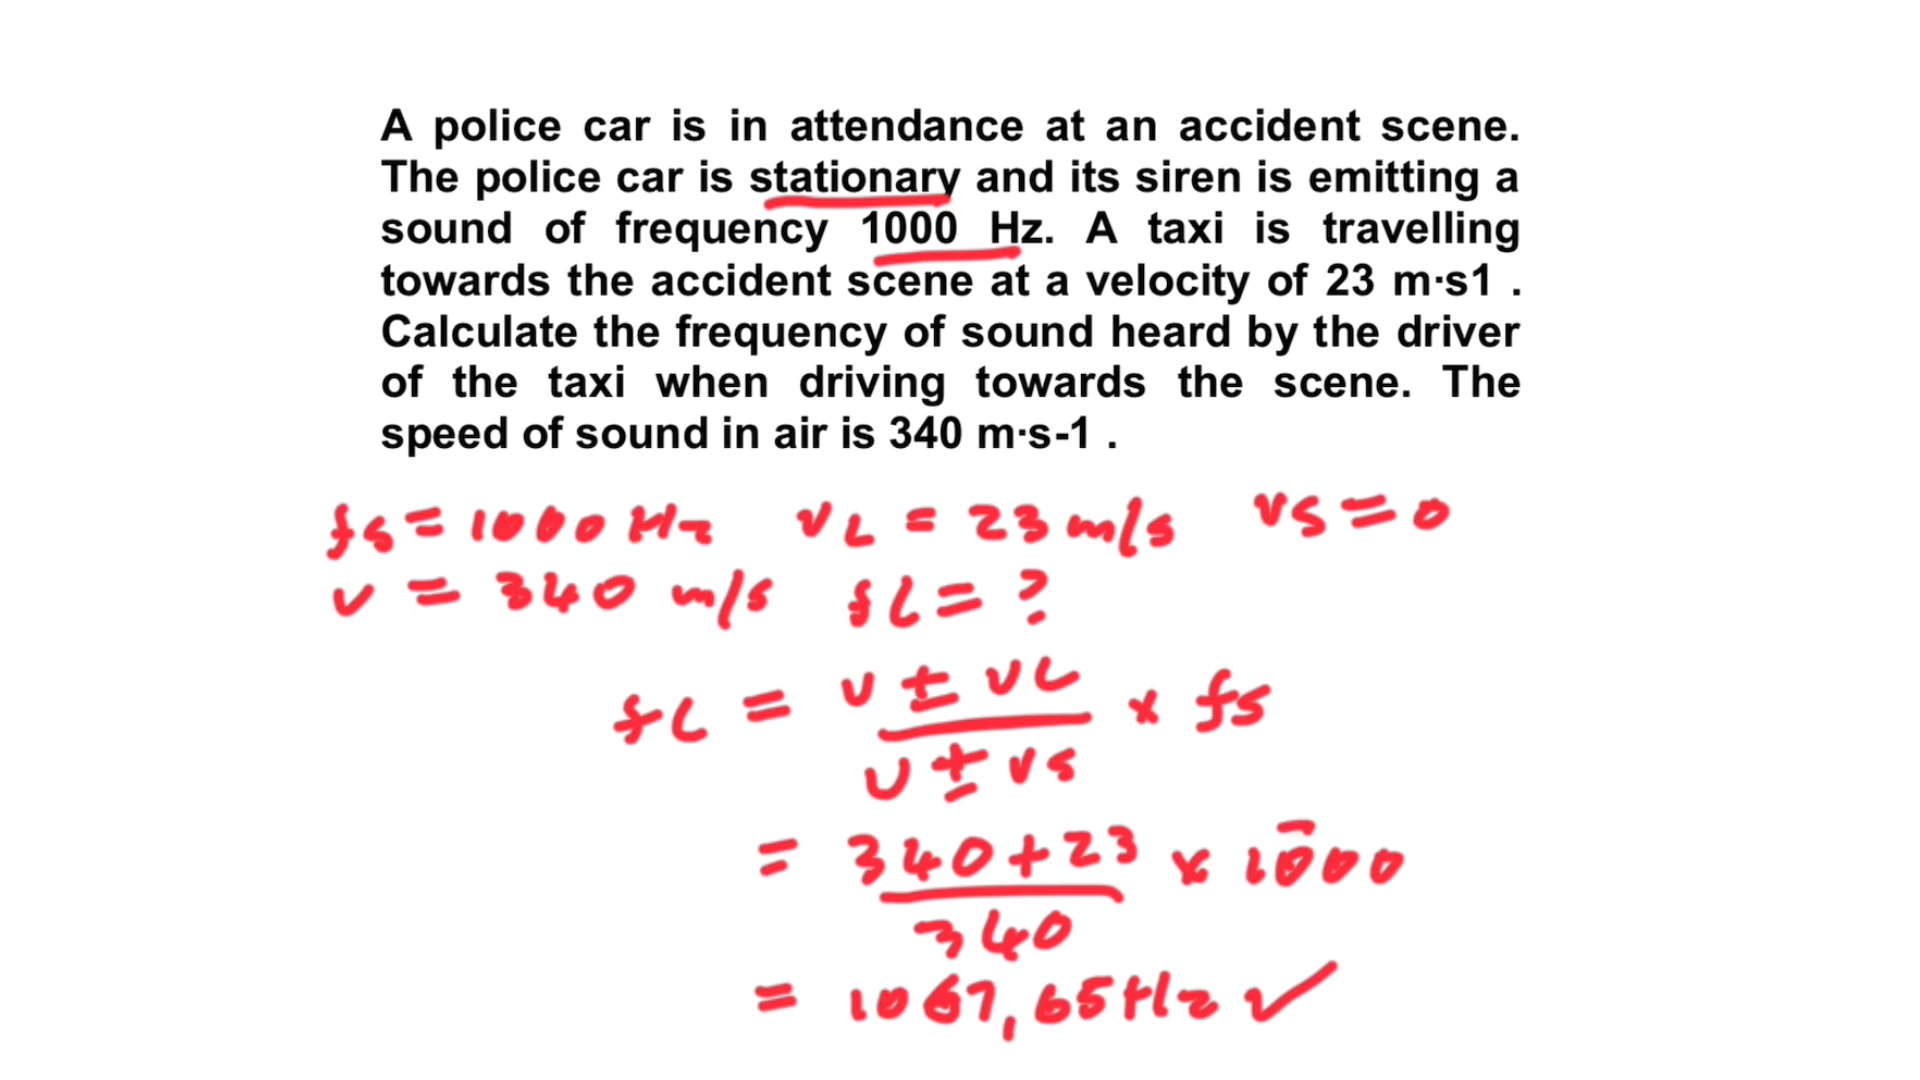 A police car is in attendance at an accident scene.
The police car is stationary and its siren is emitting a
sound of frequency 1000 Hz. A taxi is travelling
towards the accident scene at a velocity of 23 m·s1 .
Calculate the frequency of sound heard by the driver
of the taxi when driving towards the scene. The
speed of sound in air is 340 m·s-1 .
fs = 1000 Hz vL = 23 m/s vs = 0
v = 340 m/s fL = ?
fL = v ± vL × fs
v ± vs
= 340 + 23 × 1000
340
= 1067,65 Hz ✓